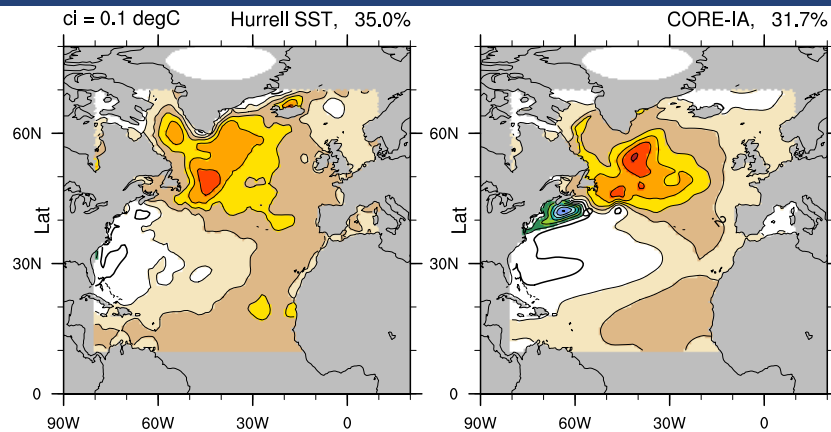 ci = 0.1 degC Hurrell SST, 35.0% CORE-IA, 31.7%
60N 60N
Lat Lat
30N 30N
0 0
90W 60W 30W 0 90W 60W 30W 0